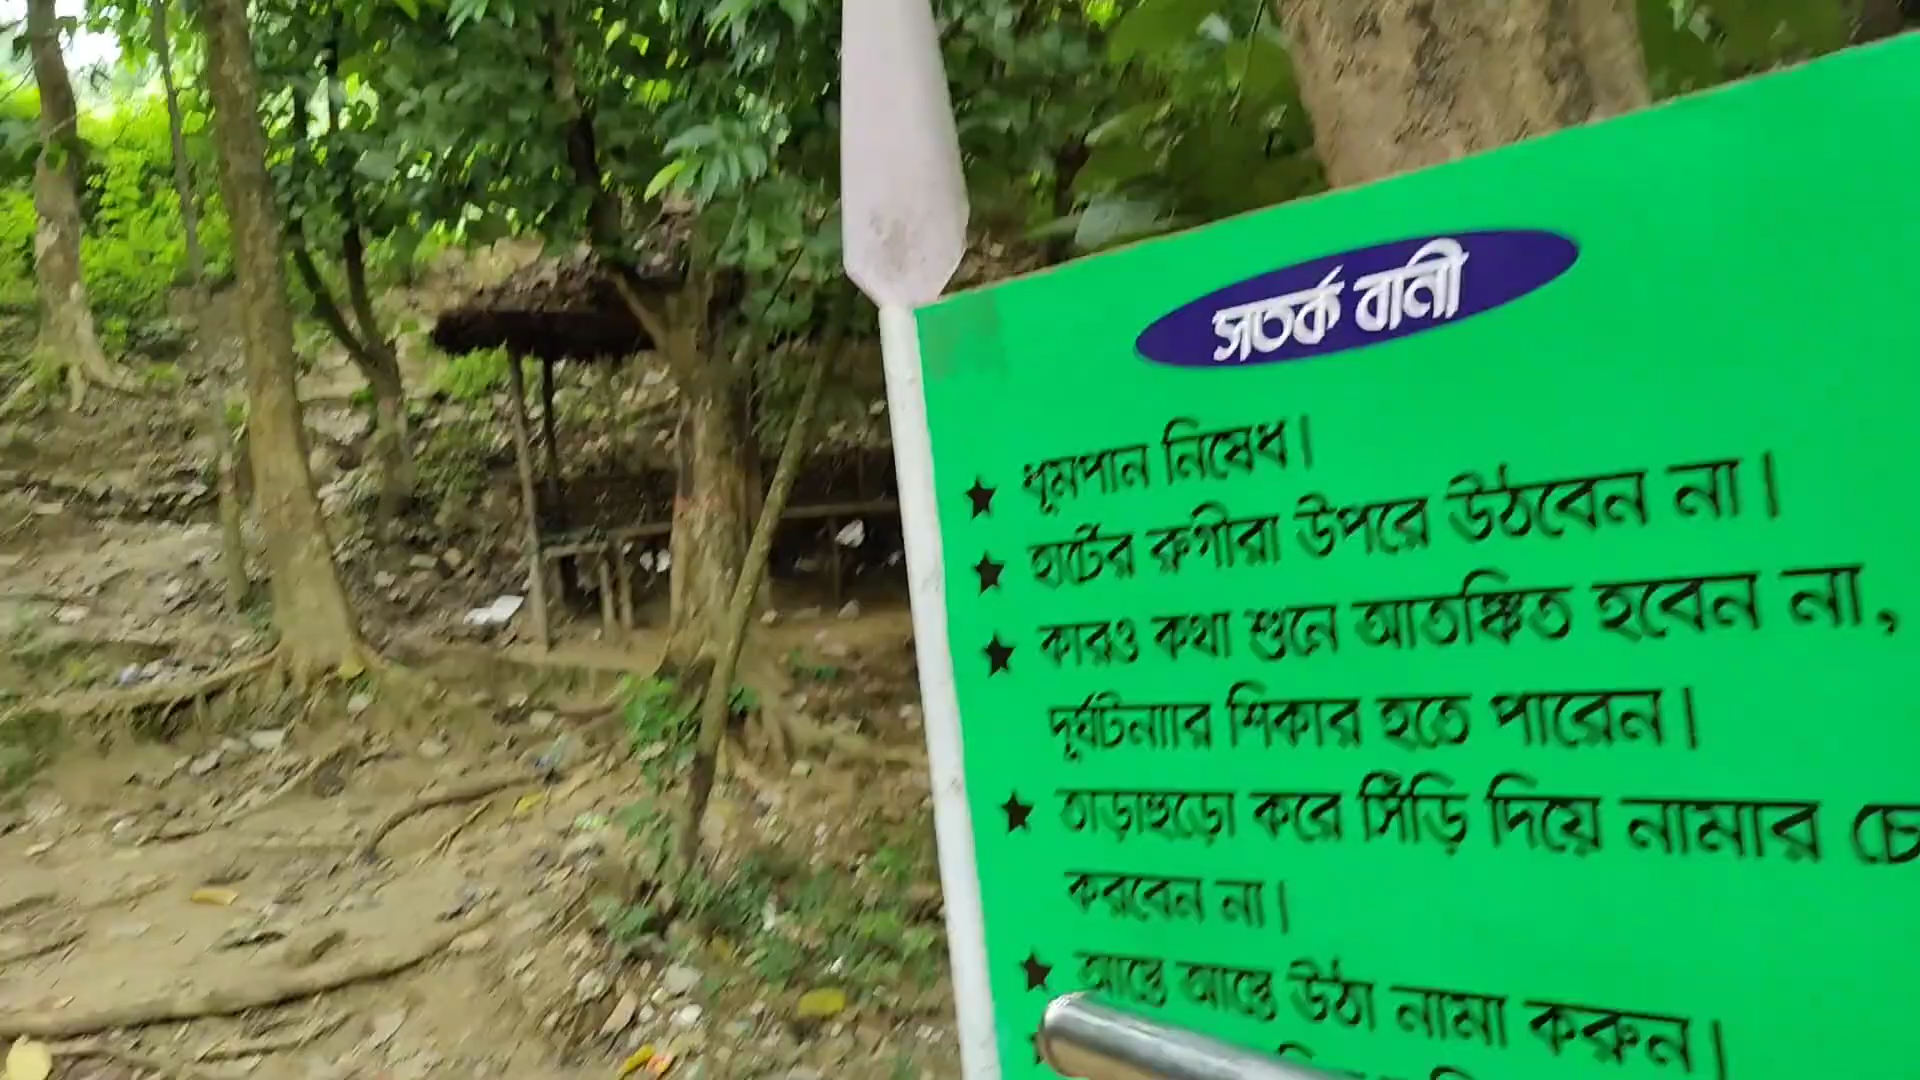 সতর্ক বানী
★ ধূমপান নিষেধ।
★ হার্টের রুগীরা উপরে উঠবেন না।
★ কারও কথা শুনে আতঙ্কিত হবেন না,
দূর্ঘটনাার শিকার হতে পারেন।
★ তাড়াহুড়ো করে সিঁড়ি দিয়ে নামার
করবেন না।
★ আস্তে আস্তে উঠা নামা করুন।